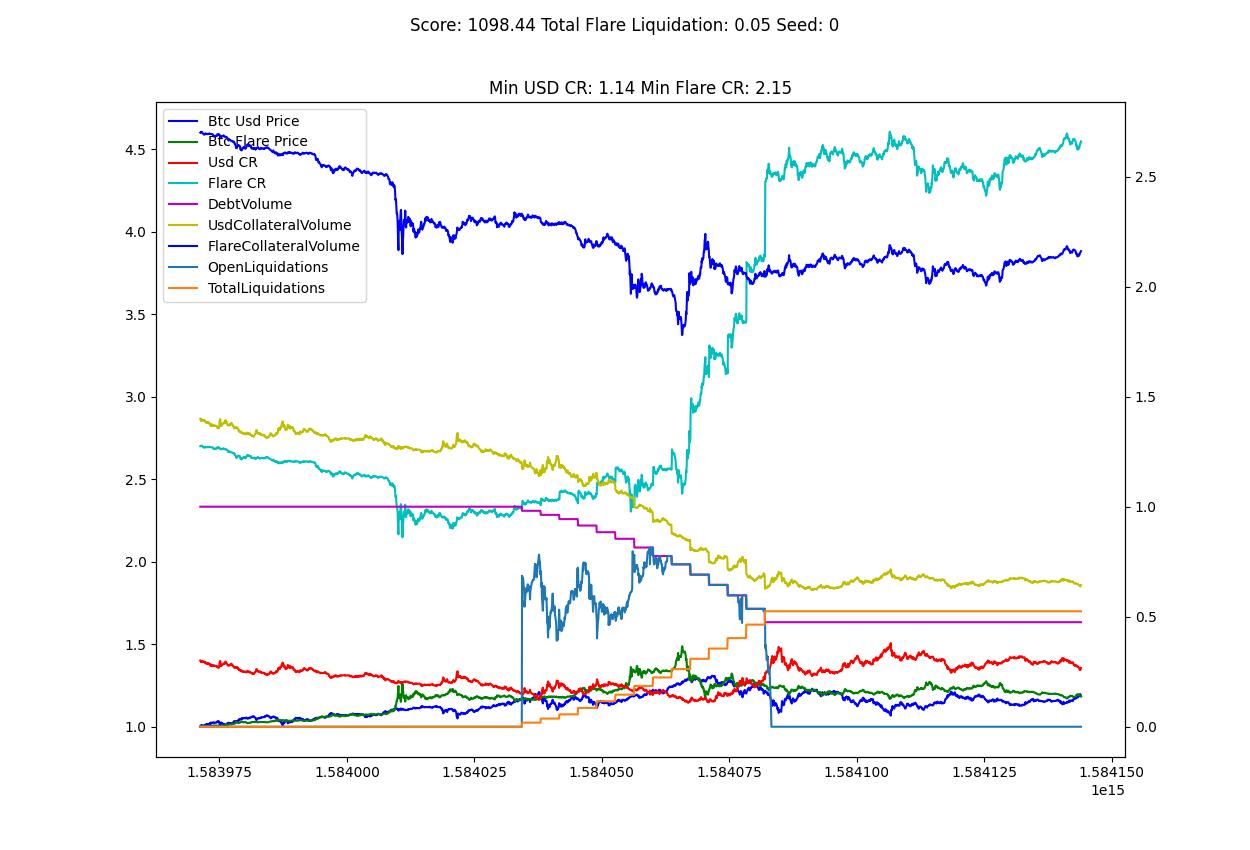 Score: 1098.44 Total Flare Liquidation: 0.05 Seed: 0
Min USD CR: 1.14 Min Flare CR: 2.15
Btc Usd Price
Btc Flare Price
Usd CR
Flare CR
DebtVolume
UsdCollateralVolume
FlareCollateralVolume
OpenLiquidations
TotalLiquidations
4.5
4.0
3.5
3.0
2.5
2.0
1.5
1.0
2.5
2.0
1.5
1.0
0.5
0.0
1.583975 1.584000 1.584025 1.584050 1.584075 1.584100 1.584125 1.584150
1e15